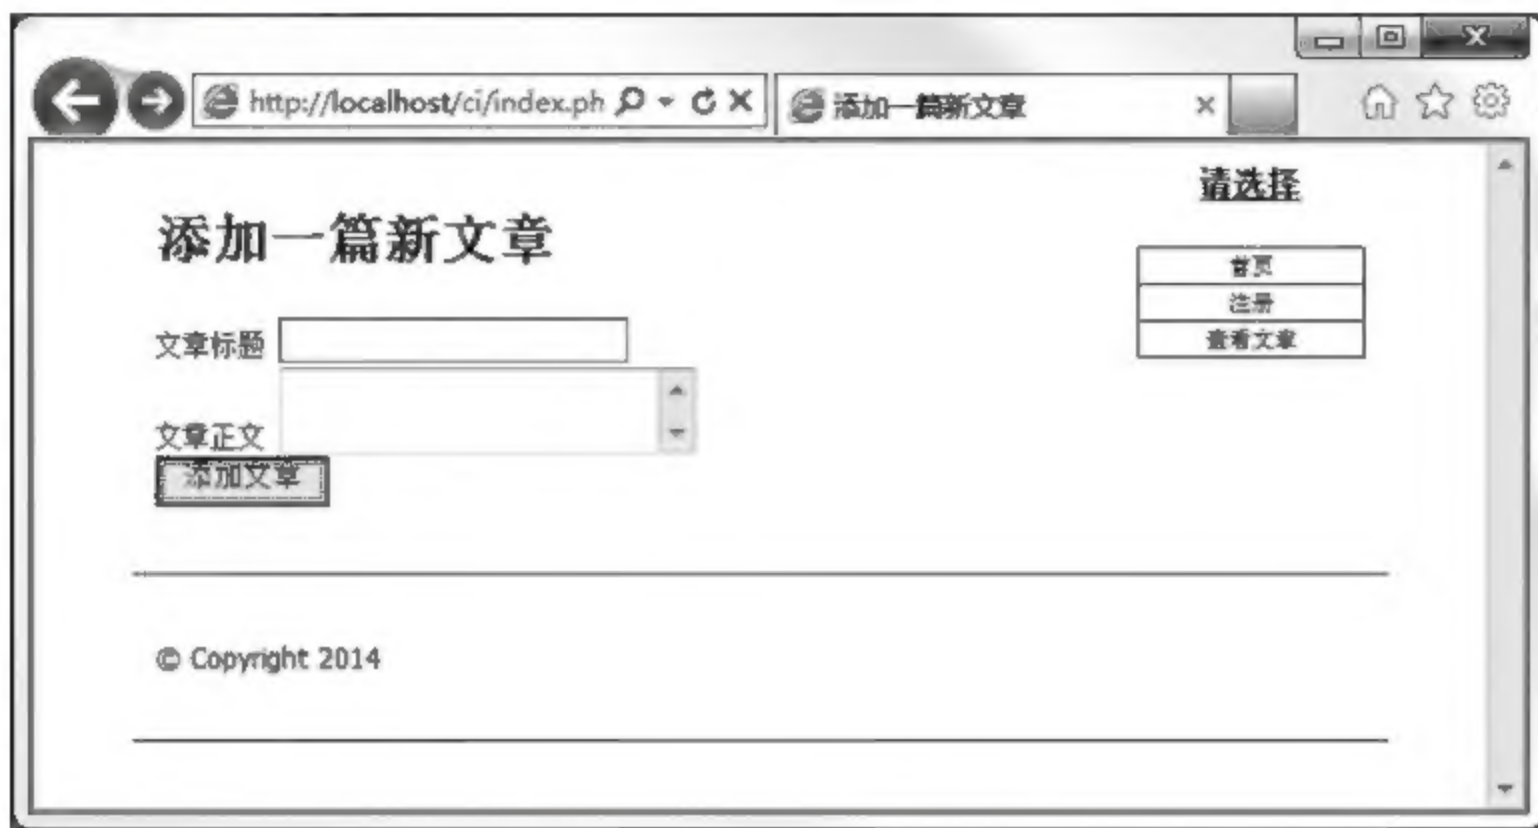 http://localhost/ci/index.ph
添加一篇新文章
请选择
添加一篇新文章
首页
注册
查看文章
文章标题
文章正文
添加文章
© Copyright 2014